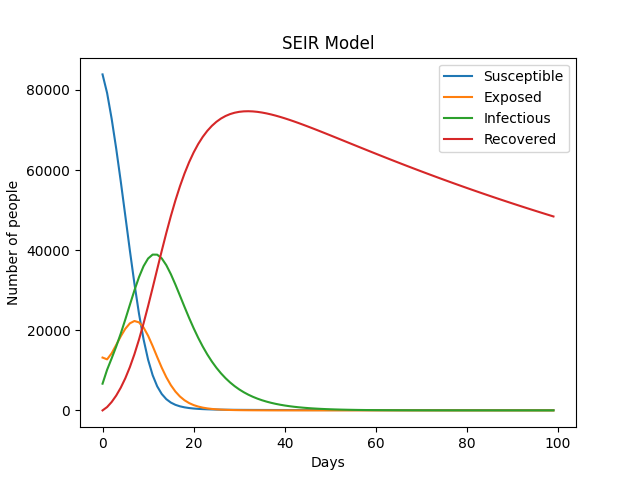 SEIR Model
Susceptible
Exposed
Infectious
Recovered
Number of people
80000
60000
40000
20000
0
0 20 40 60 80 100
Days